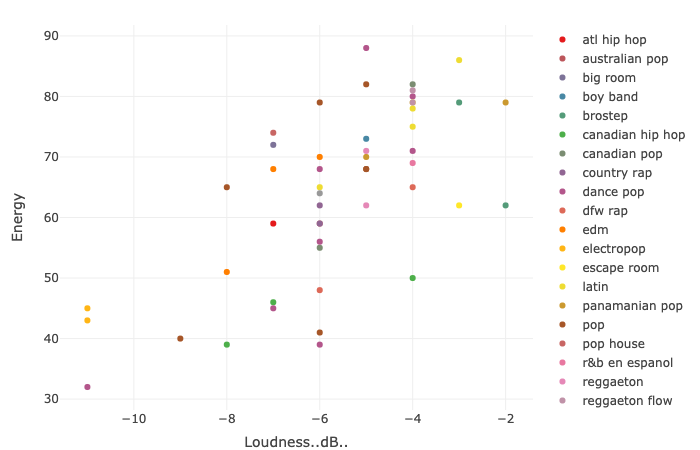 90
80
70
60
50
40
30
Energy
−10
−8
−6
−4
−2
Loudness..dB..
atl hip hop
australian pop
big room
boy band
brostep
canadian hip hop
canadian pop
country rap
dance pop
dfw rap
edm
electropop
escape room
latin
panamanian pop
pop
pop house
r&b en espanol
reggaeton
reggaeton flow